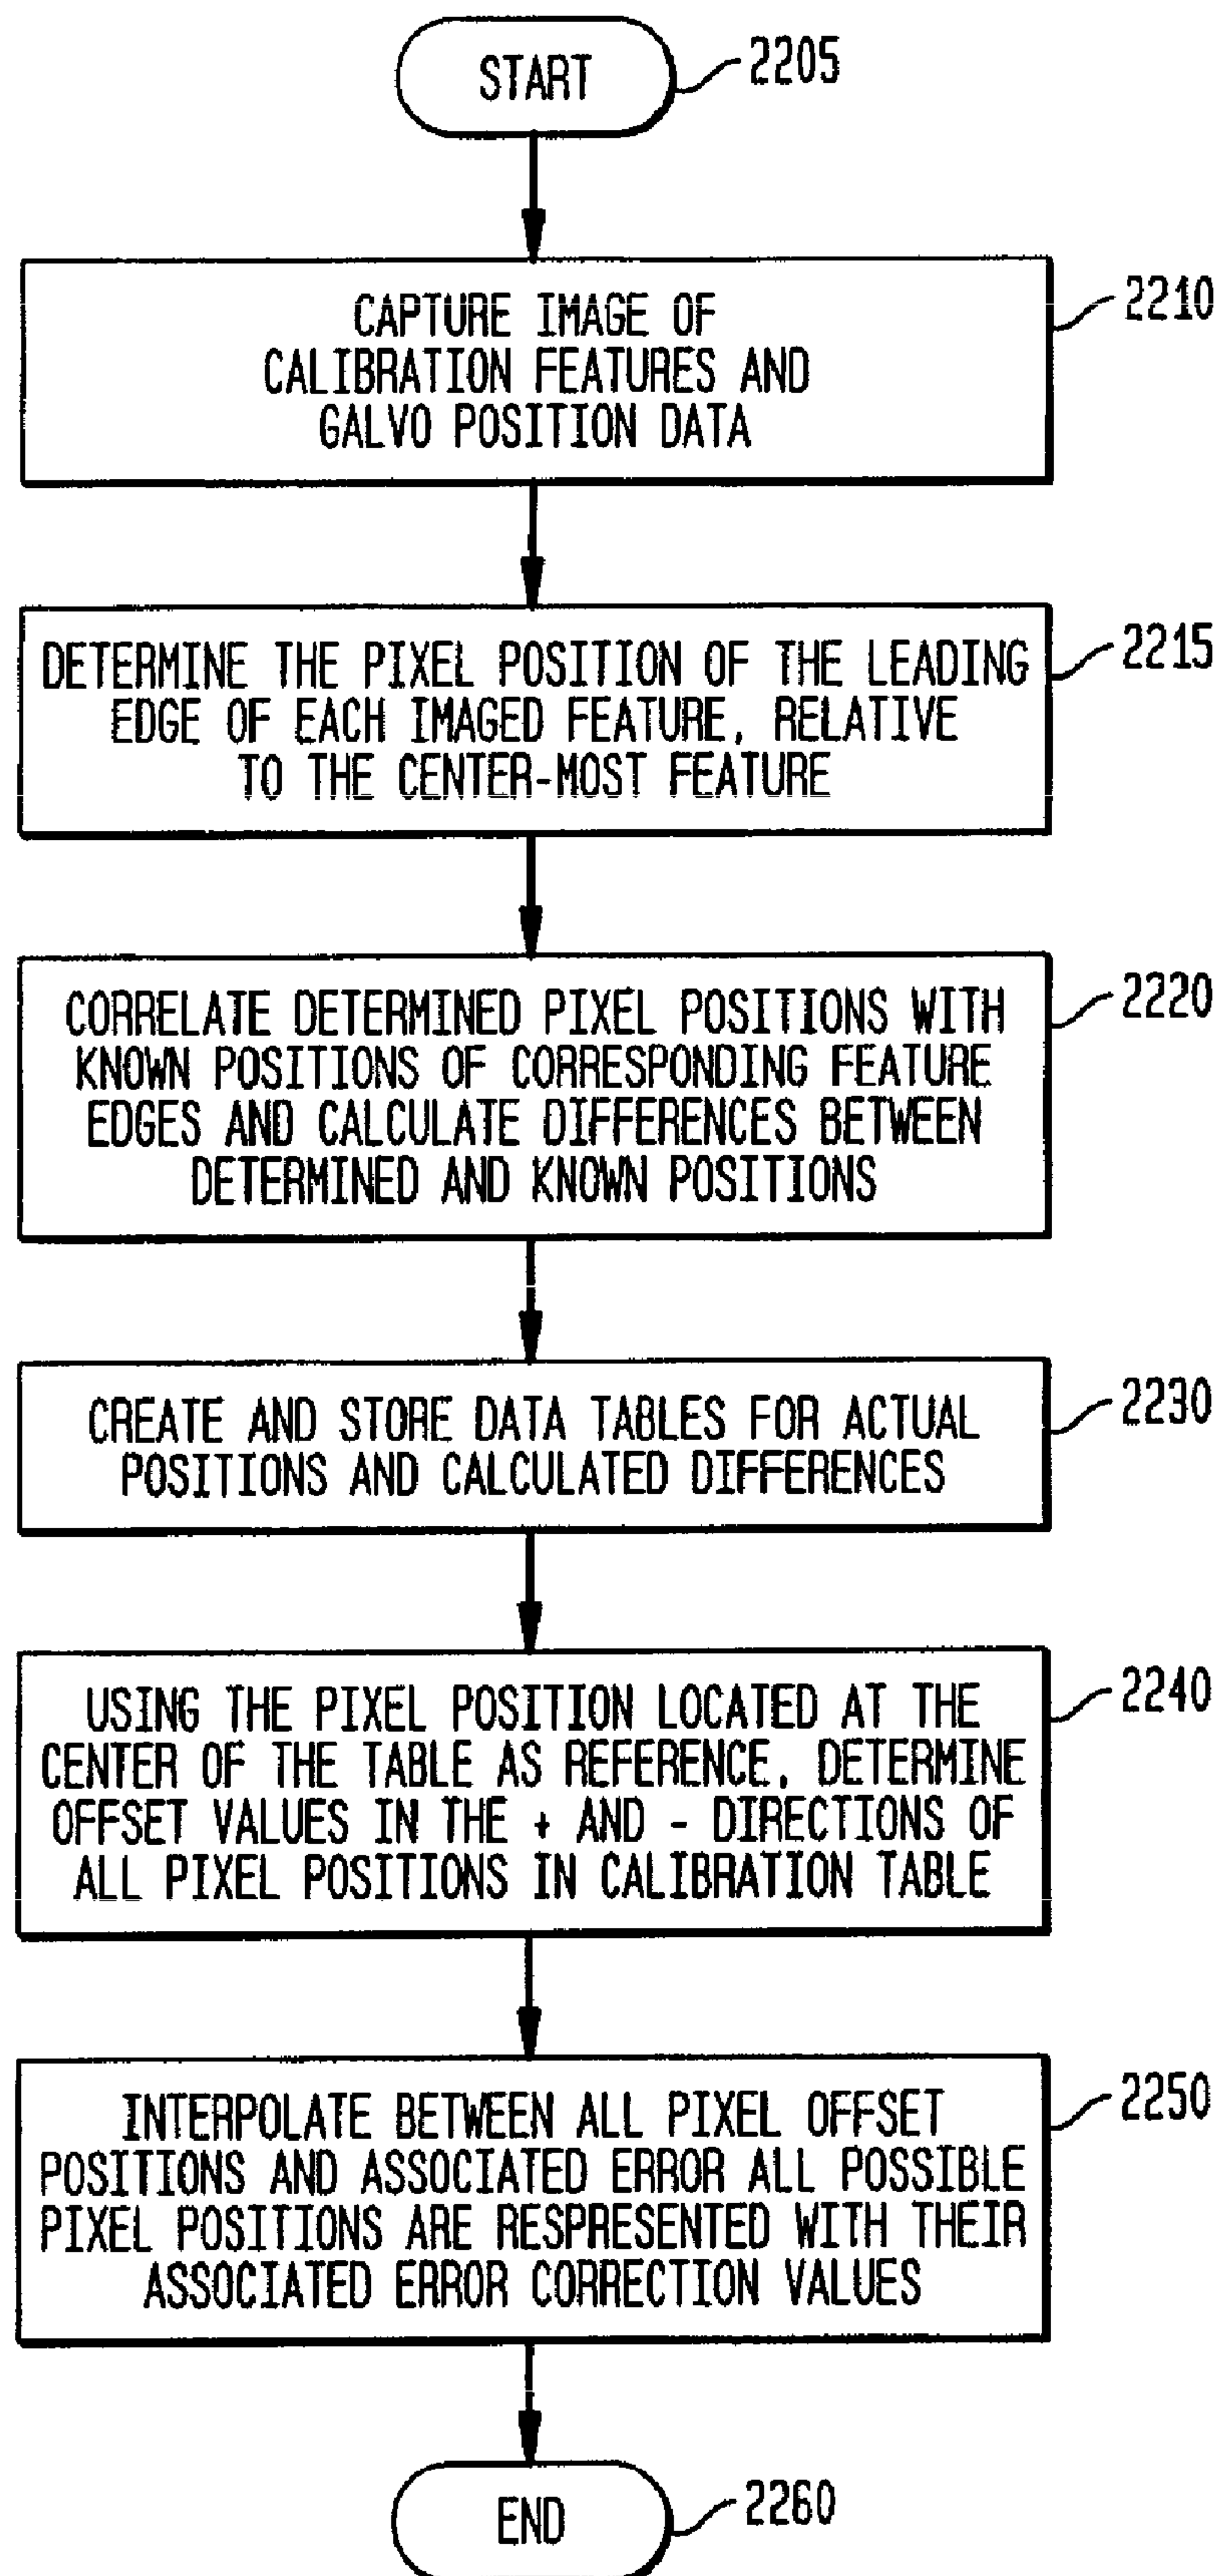 START
2205
CAPTURE IMAGE OF
CALIBRATION FEATURES AND
GALVO POSITION DATA
2210
DETERMINE THE PIXEL POSITION OF THE LEADING
EDGE OF EACH IMAGED FEATURE, RELATIVE
TO THE CENTER-MOST FEATURE
2215
CORRELATE DETERMINED PIXEL POSITIONS WITH
KNOWN POSITIONS OF CORRESPONDING FEATURE
EDGES AND CALCULATE DIFFERENCES BETWEEN
DETERMINED AND KNOWN POSITIONS
2220
CREATE AND STORE DATA TABLES FOR ACTUAL
POSITIONS AND CALCULATED DIFFERENCES
2230
USING THE PIXEL POSITION LOCATED AT THE
CENTER OF THE TABLE AS REFERENCE, DETERMINE
OFFSET VALUES IN THE + AND - DIRECTIONS OF
ALL PIXEL POSITIONS IN CALIBRATION TABLE
2240
INTERPOLATE BETWEEN ALL PIXEL OFFSET
POSITIONS AND ASSOCIATED ERROR ALL POSSIBLE
PIXEL POSITIONS ARE RESPRESENTED WITH THEIR
ASSOCIATED ERROR CORRECTION VALUES
2250
END
2260